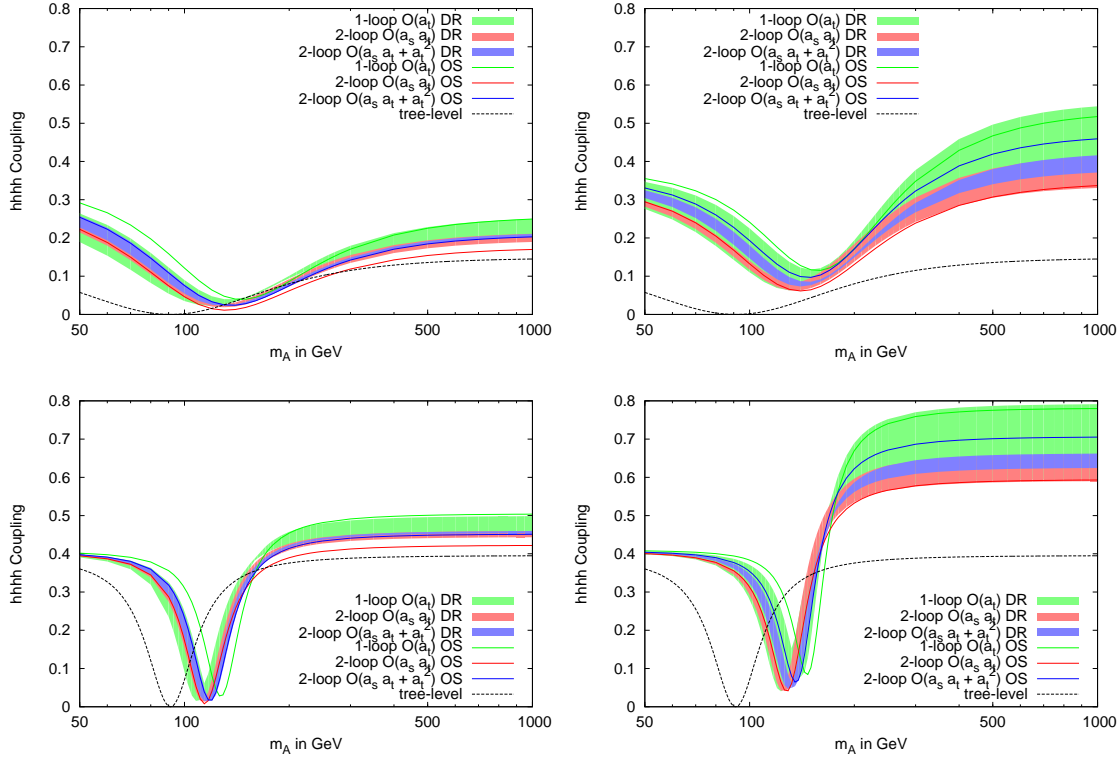 1-loop O(a_t) DR
2-loop O(a_s a_t) DR
2-loop O(a_s a_t + a_t^2) DR
1-loop O(a_t) OS
2-loop O(a_s a_t) OS
2-loop O(a_s a_t + a_t^2) OS
tree-level
hhhh Coupling
0.8
0.7
0.6
0.5
0.4
0.3
0.2
0.1
0
50 100 500 1000
m_A in GeV
1-loop O(a_t) DR
2-loop O(a_s a_t) DR
2-loop O(a_s a_t + a_t^2) DR
1-loop O(a_t) OS
2-loop O(a_s a_t) OS
2-loop O(a_s a_t + a_t^2) OS
tree-level
hhhh Coupling
0.8
0.7
0.6
0.5
0.4
0.3
0.2
0.1
0
50 100 500 1000
m_A in GeV
hhhh Coupling
0.8
0.7
0.6
0.5
0.4
0.3
0.2
0.1
0
1-loop O(a_t) DR
2-loop O(a_s a_t) DR
2-loop O(a_s a_t + a_t^2) DR
1-loop O(a_t) OS
2-loop O(a_s a_t) OS
2-loop O(a_s a_t + a_t^2) OS
tree-level
50 100 500 1000
m_A in GeV
hhhh Coupling
0.8
0.7
0.6
0.5
0.4
0.3
0.2
0.1
0
1-loop O(a_t) DR
2-loop O(a_s a_t) DR
2-loop O(a_s a_t + a_t^2) DR
1-loop O(a_t) OS
2-loop O(a_s a_t) OS
2-loop O(a_s a_t + a_t^2) OS
tree-level
50 100 500 1000
m_A in GeV